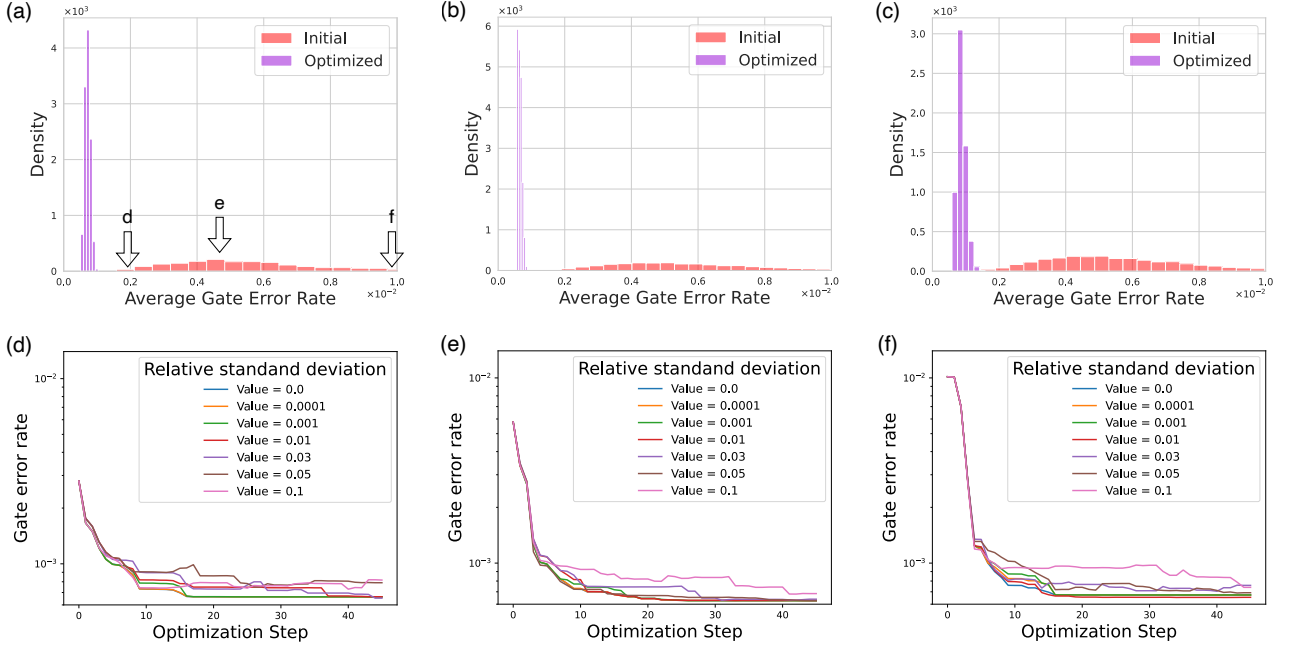 (a)
×10³
4
3
2
1
0
Density
Initial
Optimized
d
e
f
0.0
0.2
0.4
0.6
0.8
1.0
×10⁻²
Average Gate Error Rate
(b)
×10³
6
5
4
3
2
1
0
Density
Initial
Optimized
0.0
0.2
0.4
0.6
0.8
1.0
×10⁻²
Average Gate Error Rate
(c)
×10³
3.0
2.5
2.0
1.5
1.0
0.5
0.0
Density
Initial
Optimized
0.0
0.2
0.4
0.6
0.8
1.0
×10⁻²
Average Gate Error Rate
(d)
10⁻²
10⁻³
Gate error rate
Relative standand deviation
Value = 0.0
Value = 0.0001
Value = 0.001
Value = 0.01
Value = 0.03
Value = 0.05
Value = 0.1
0
10
20
30
40
Optimization Step
(e)
10⁻²
10⁻³
Gate error rate
Relative standand deviation
Value = 0.0
Value = 0.0001
Value = 0.001
Value = 0.01
Value = 0.03
Value = 0.05
Value = 0.1
0
10
20
30
40
Optimization Step
(f)
10⁻²
10⁻³
Gate error rate
Relative standand deviation
Value = 0.0
Value = 0.0001
Value = 0.001
Value = 0.01
Value = 0.03
Value = 0.05
Value = 0.1
0
10
20
30
40
Optimization Step